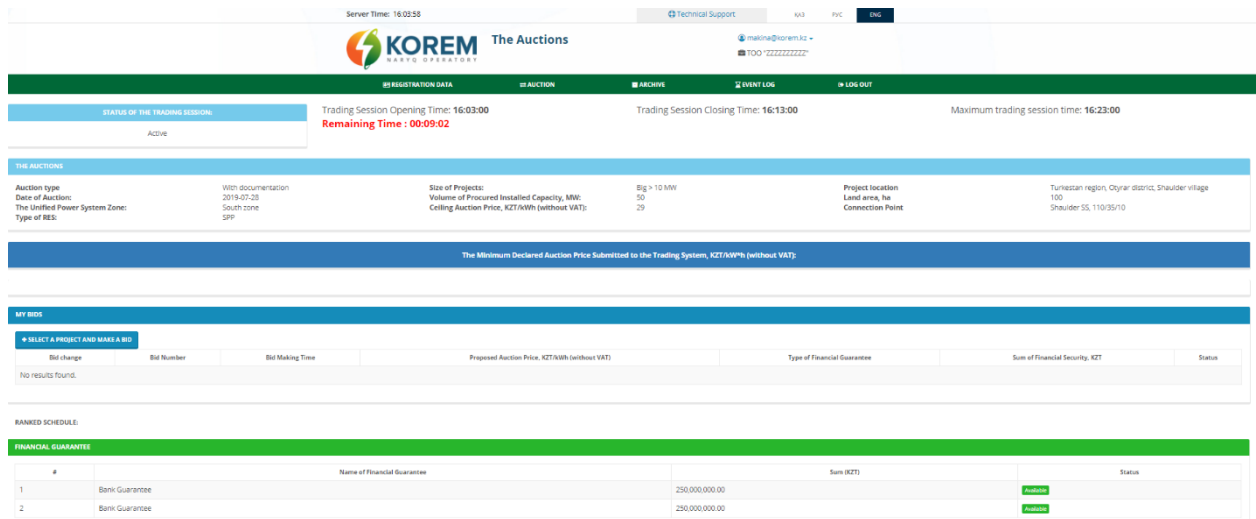 Server Time: 16:03:58
Technical Support
ҚАЗ
РУС
ENG
KOREM
NARYQ OPERATORY
The Auctions
makina@korem.kz
ТОО "ZZZZZZZZZZ"
REGISTRATION DATA
AUCTION
ARCHIVE
EVENT LOG
LOG OUT
STATUS OF THE TRADING SESSION:
Active
Trading Session Opening Time: 16:03:00
Remaining Time : 00:09:02
Trading Session Closing Time: 16:13:00
Maximum trading session time: 16:23:00
THE AUCTIONS
Auction type With documentation
Date of Auction: 2019-07-28
The Unified Power System Zone: South zone
Type of RES: SPP
Size of Projects: Big > 10 MW
Volume of Procured Installed Capacity, MW: 50
Ceiling Auction Price, KZT/kWh (without VAT): 29
Project location Turkestan region, Otyrar district, Shaulder village
Land area, ha 100
Connection Point Shaulder SS, 110/35/10
The Minimum Declared Auction Price Submitted to the Trading System, KZT/kW*h (without VAT):
MY BIDS
SELECT A PROJECT AND MAKE A BID
Bid change Bid Number Bid Making Time Proposed Auction Price, KZT/kWh (without VAT) Type of Financial Guarantee Sum of Financial Security, KZT Status
No results found.
RANKED SCHEDULE:
FINANCIAL GUARANTEE
# Name of Financial Guarantee Sum (KZT) Status
1 Bank Guarantee 250,000,000.00 Available
2 Bank Guarantee 250,000,000.00 Available